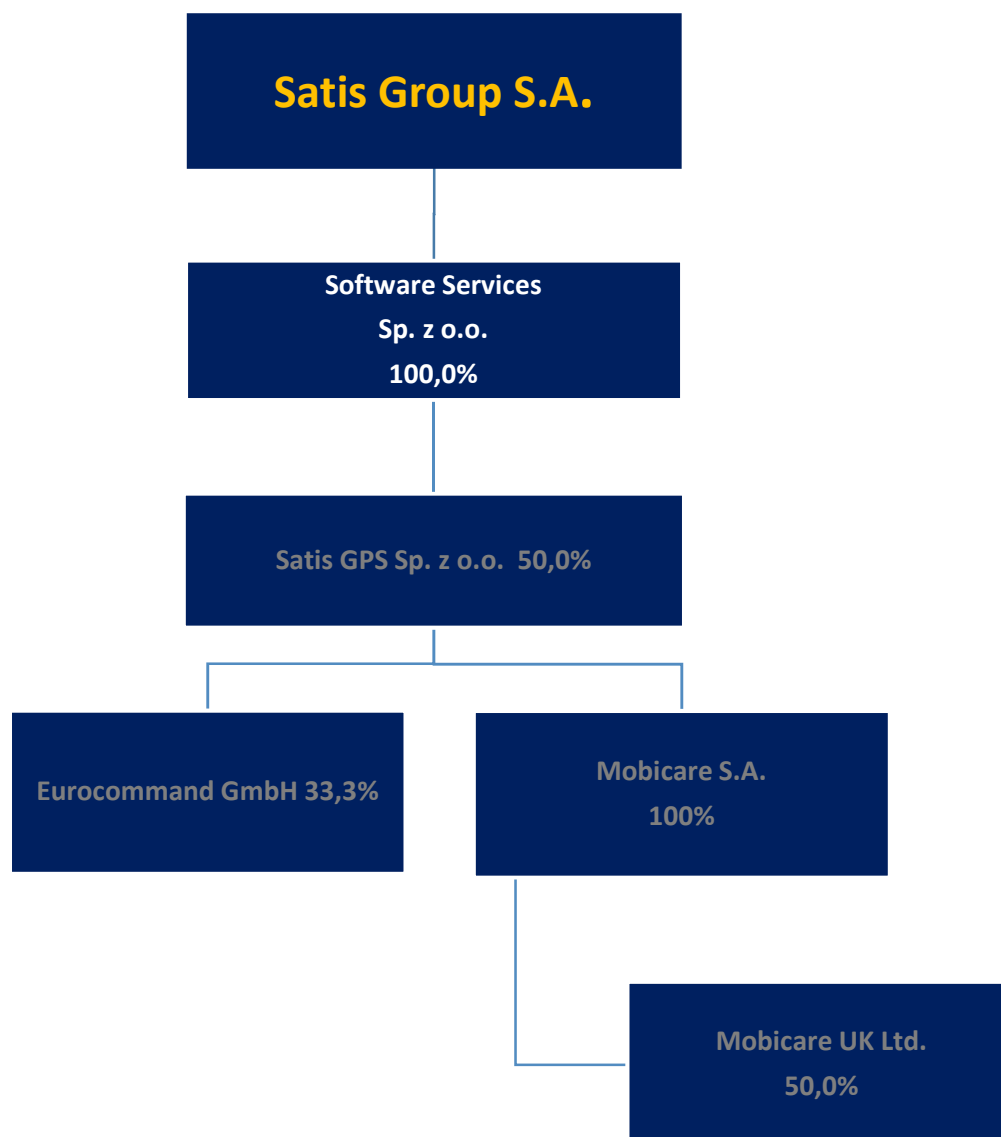 Satis Group S.A.
Software Services
Sp. z o.o.
100,0%
Satis GPS Sp. z o.o. 50,0%
Eurocommand GmbH 33,3%
Mobicare S.A.
100%
Mobicare UK Ltd.
50,0%